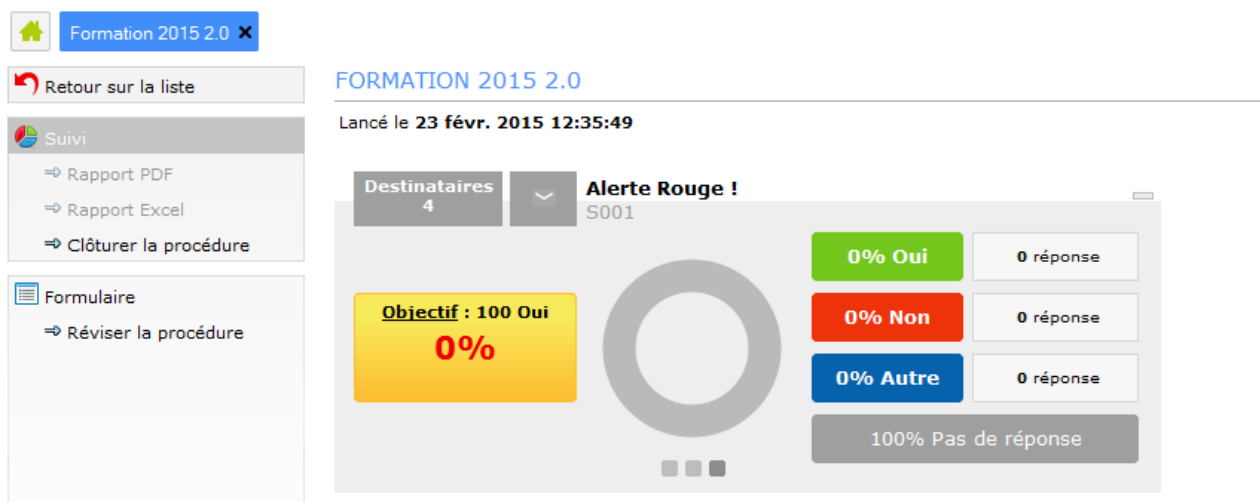 Formation 2015 2.0
Retour sur la liste
Suivi
Rapport PDF
Rapport Excel
Clôturer la procédure
Formulaire
Réviser la procédure
FORMATION 2015 2.0
Lancé le 23 févr. 2015 12:35:49
Destinataires
4
Alerte Rouge !
S001
Objectif : 100 Oui
0%
0% Oui 0 réponse
0% Non 0 réponse
0% Autre 0 réponse
100% Pas de réponse